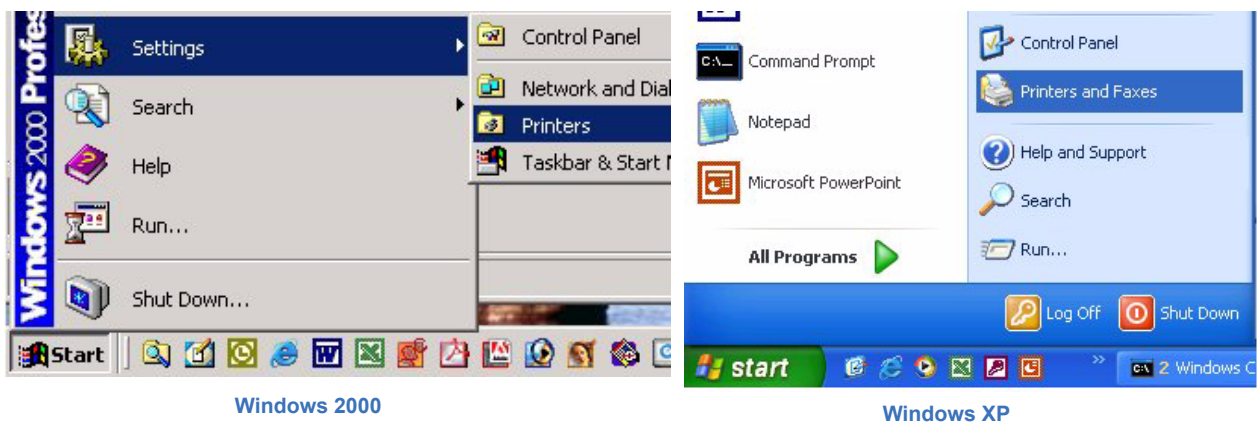 Windows 2000 Profes
Settings
Search
Help
Run...
Shut Down...
Start
Control Panel
Network and Dial
Printers
Taskbar & Start M
Windows 2000
C:\_
Command Prompt
Notepad
Microsoft PowerPoint
All Programs
Control Panel
Printers and Faxes
Help and Support
Search
Run...
Log Off
Shut Down
start
2 Windows C
Windows XP